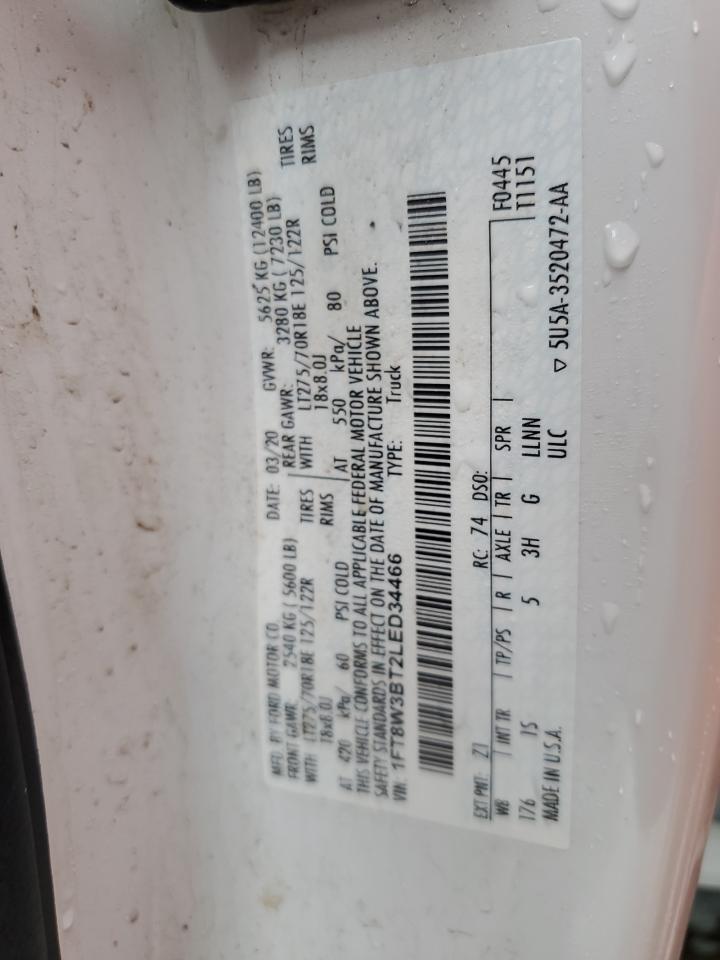 MFD. BY FORD MOTOR CO. DATE: 03/20 GVWR: 5625 KG (12400 LB)
FRONT GAWR: 2540 KG ( 5600 LB) REAR GAWR: 3280 KG ( 7230 LB)
WITH LT275/70R18E 125/122R TIRES WITH LT275/70R18E 125/122R TIRES
18x8.0J RIMS 18x8.0J RIMS
AT 420 kPa/ 60 PSI COLD AT 550 kPa/ 80 PSI COLD
THIS VEHICLE CONFORMS TO ALL APPLICABLE FEDERAL MOTOR VEHICLE
SAFETY STANDARDS IN EFFECT ON THE DATE OF MANUFACTURE SHOWN ABOVE.
VIN: 1FT8W3BT2LED34466 TYPE: Truck
EXT PNT: Z1 RC: 74 DSO:
WB INT TR TP/PS R AXLE TR SPR F0445
176 IS 5 3H G LLNN T1151
MADE IN U.S.A. ULC
▽ 5U5A-3520472-AA